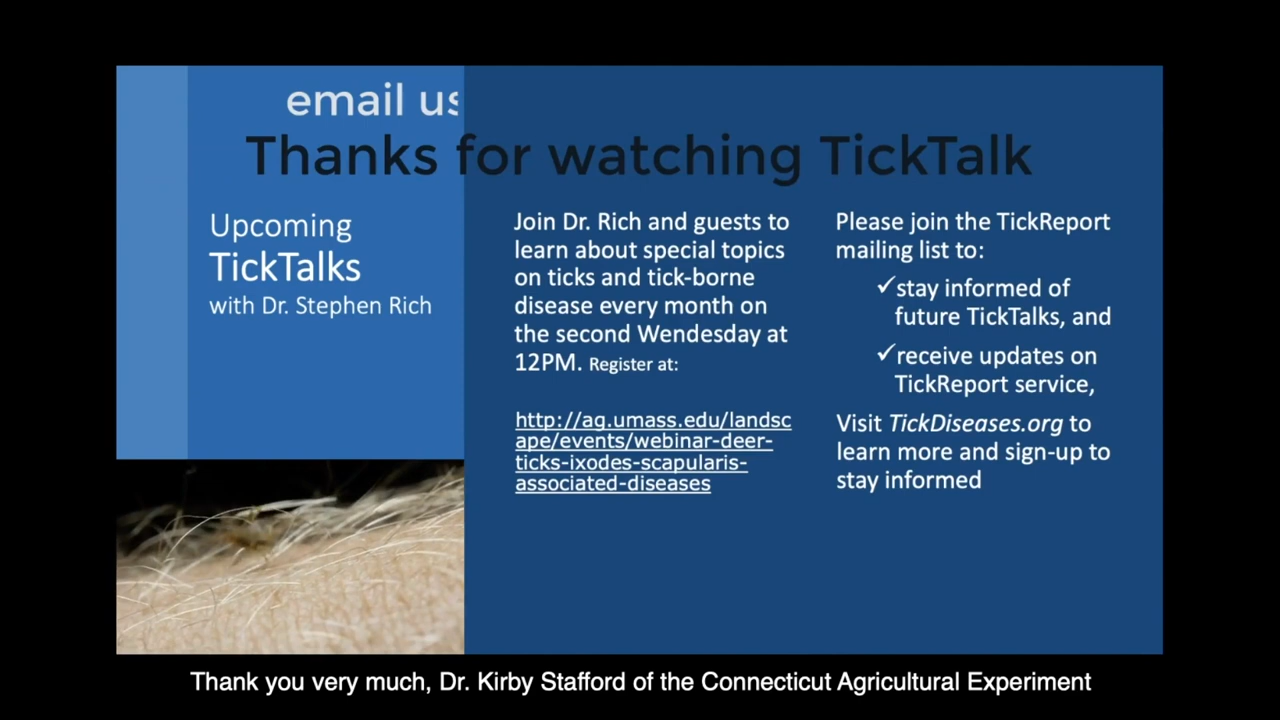 email us
Thanks for watching TickTalk
Upcoming
TickTalks
with Dr. Stephen Rich
Join Dr. Rich and guests to
learn about special topics
on ticks and tick-borne
disease every month on
the second Wendesday at
12PM. Register at:
http://ag.umass.edu/landsc
ape/events/webinar-deer-
ticks-ixodes-scapularis-
associated-diseases
Please join the TickReport
mailing list to:
✓stay informed of
future TickTalks, and
✓receive updates on
TickReport service,
Visit TickDiseases.org to
learn more and sign-up to
stay informed
Thank you very much, Dr. Kirby Stafford of the Connecticut Agricultural Experiment